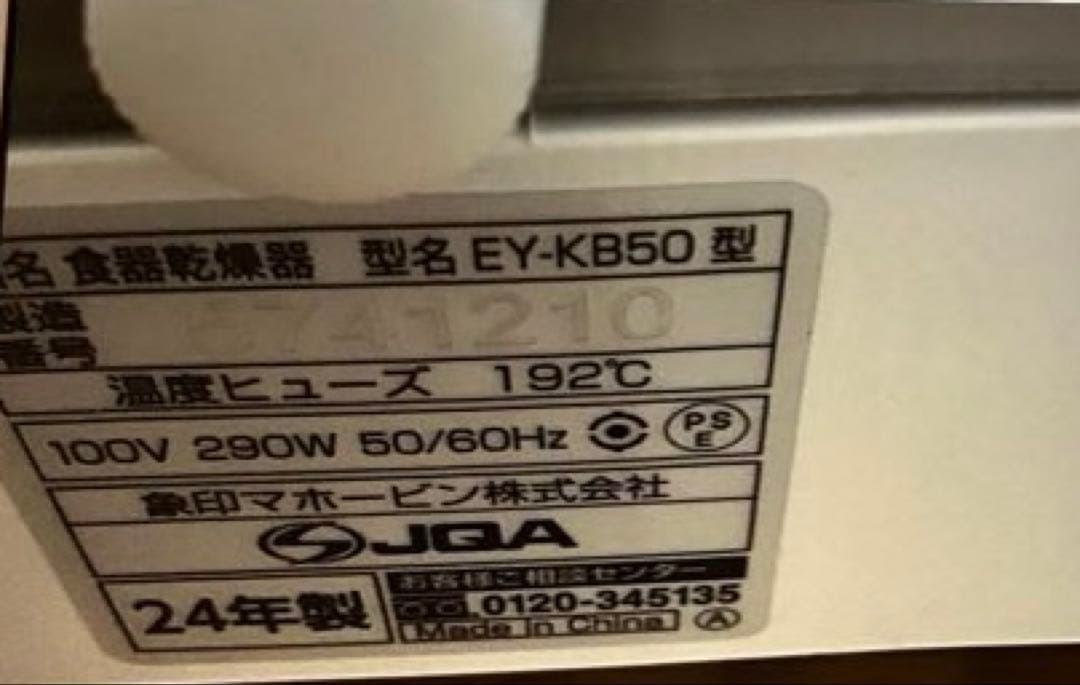 名 食器乾燥器 型名 EY-KB50 型
製造
番号 6741210
温度ヒューズ 192℃
100V 290W 50/60Hz PSE
象印マホービン株式会社
JQA
お客様ご相談センター
24年製 0120-345135
Made in China A